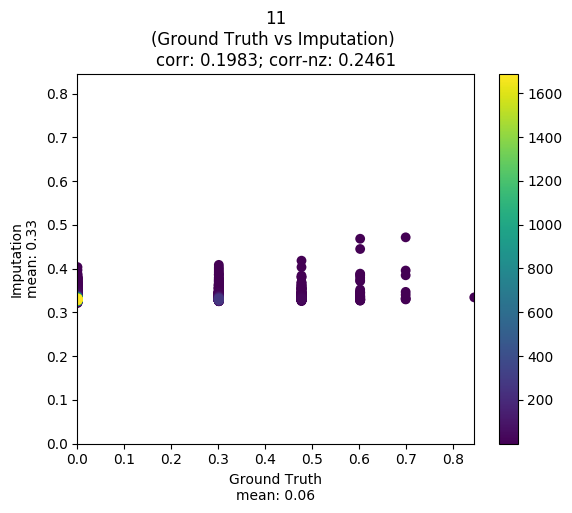 11
(Ground Truth vs Imputation)
corr: 0.1983; corr-nz: 0.2461
0.8
0.7
0.6
0.5
0.4
0.3
0.2
0.1
0.0
Imputation
mean: 0.33
0.0 0.1 0.2 0.3 0.4 0.5 0.6 0.7 0.8
Ground Truth
mean: 0.06
1600
1400
1200
1000
800
600
400
200